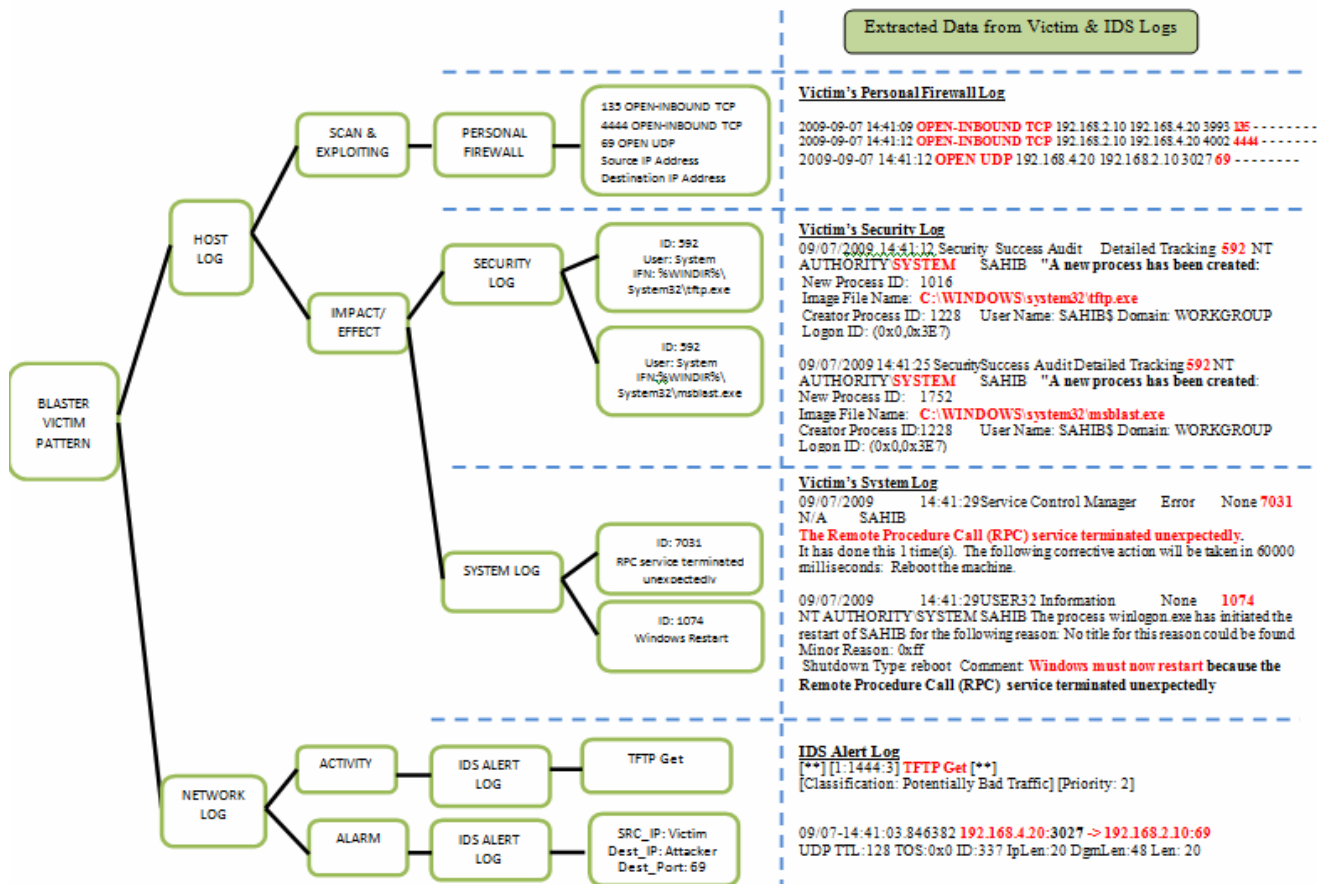 Extracted Data from Victim & IDS Logs
BLASTER
VICTIM
PATTERN
HOST
LOG
SCAN &
EXPLOITING
PERSONAL
FIREWALL
135 OPEN-INBOUND TCP
4444 OPEN-INBOUND TCP
69 OPEN UDP
Source IP Address
Destination IP Address
Victim's Personal Firewall Log
2009-09-07 14:41:09 OPEN-INBOUND TCP 192.168.2.10 192.168.4.20 3993 135 - - - - - - - -
2009-09-07 14:41:12 OPEN-INBOUND TCP 192.168.2.10 192.168.4.20 4002 4444 - - - - - - - -
2009-09-07 14:41:12 OPEN UDP 192.168.4.20 192.168.2.10 3027 69 - - - - - - - -
IMPACT/
EFFECT
SECURITY
LOG
ID: 592
User: System
IFN: %WINDIR%\
System32\tftp.exe
ID: 592
User: System
IFN:%WINDIR%\
System32\msblast.exe
Victim's Security Log
09/07/2009 14:41:12 Security Success Audit Detailed Tracking 592 NT
AUTHORITY\SYSTEM SAHIB "A new process has been created:
New Process ID: 1016
Image File Name: C:\WINDOWS\system32\tftp.exe
Creator Process ID: 1228 User Name: SAHIB$ Domain: WORKGROUP
Logon ID: (0x0,0x3E7)
09/07/2009 14:41:25 SecuritySuccess Audit Detailed Tracking 592 NT
AUTHORITY\SYSTEM SAHIB "A new process has been created:
New Process ID: 1752
Image File Name: C:\WINDOWS\system32\msblast.exe
Creator Process ID:1228 User Name: SAHIB$ Domain: WORKGROUP
Logon ID: (0x0,0x3E7)
SYSTEM LOG
ID: 7031
RPC service terminated
unexpectedly
ID: 1074
Windows Restart
Victim's System Log
09/07/2009 14:41:29Service Control Manager Error None 7031
N/A SAHIB
The Remote Procedure Call (RPC) service terminated unexpectedly.
It has done this 1 time(s). The following corrective action will be taken in 60000
milliseconds: Reboot the machine.
09/07/2009 14:41:29USER32 Information None 1074
NT AUTHORITY\SYSTEM SAHIB The process winlogon.exe has initiated the
restart of SAHIB for the following reason: No title for this reason could be found
Minor Reason: 0xff
Shutdown Type: reboot Comment: Windows must now restart because the
Remote Procedure Call (RPC) service terminated unexpectedly
NETWORK
LOG
ACTIVITY
IDS ALERT
LOG
TFTP Get
ALARM
IDS ALERT
LOG
SRC_IP: Victim
Dest_IP: Attacker
Dest_Port: 69
IDS Alert Log
[**] [1:1444:3] TFTP Get [**]
[Classification: Potentially Bad Traffic] [Priority: 2]
09/07-14:41:03.846382 192.168.4.20:3027 -> 192.168.2.10:69
UDP TTL:128 TOS:0x0 ID:337 IpLen:20 DgmLen:48 Len: 20